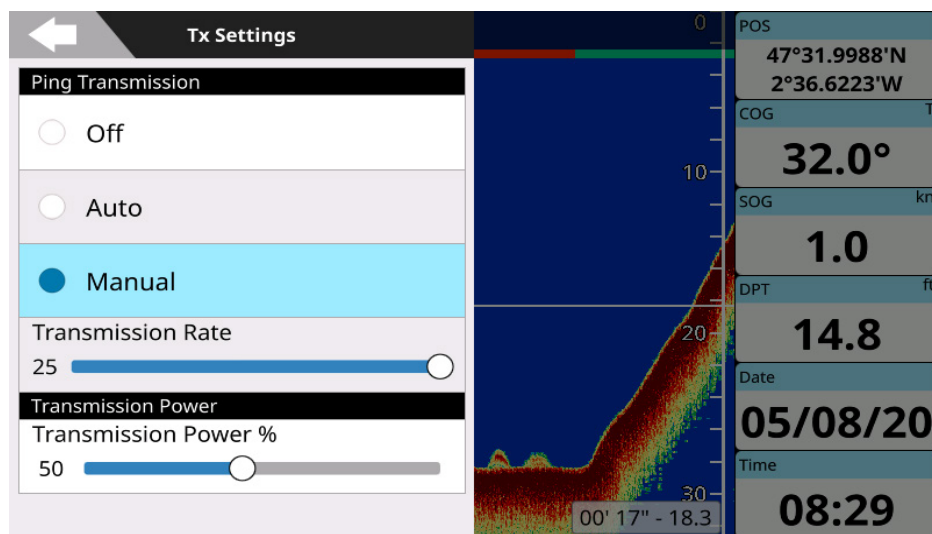 Tx Settings
Ping Transmission
Off
Auto
Manual
Transmission Rate
25
Transmission Power
Transmission Power %
50
0
10
20
30
00' 17" - 18.3
POS
47°31.9988'N
2°36.6223'W
COG
32.0°
SOG
1.0
DPT
ft
14.8
Date
05/08/20
Time
08:29